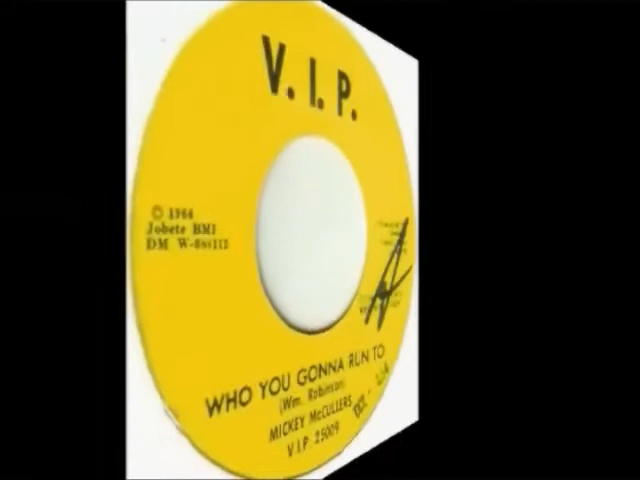 V.I.P.
© 1964
Jobete BMI
DM W-
WHO YOU GONNA RUN TO
(Wm. Robinson)
MICKEY McCULLERS
V.I.P. 25009